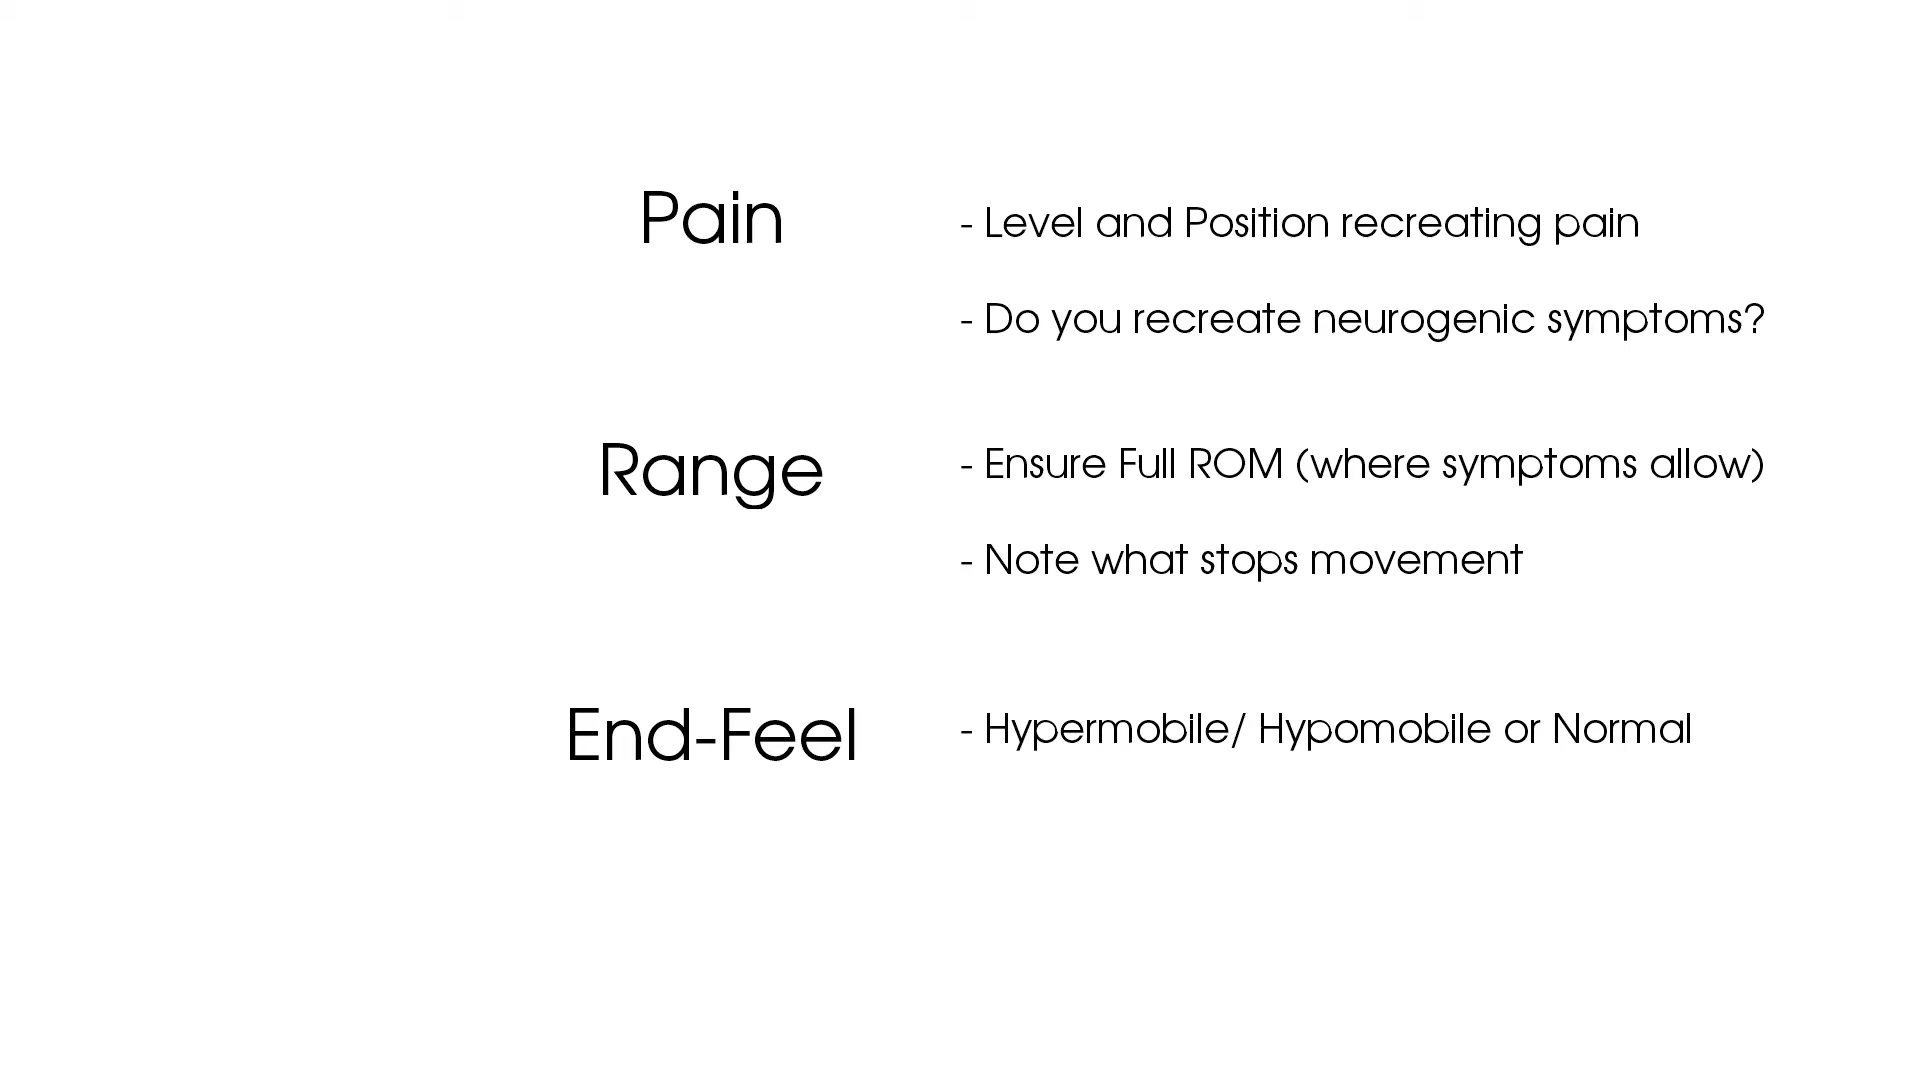 Pain
- Level and Position recreating pain
- Do you recreate neurogenic symptoms?
Range
- Ensure Full ROM (where symptoms allow)
- Note what stops movement
End-Feel
- Hypermobile/ Hypomobile or Normal